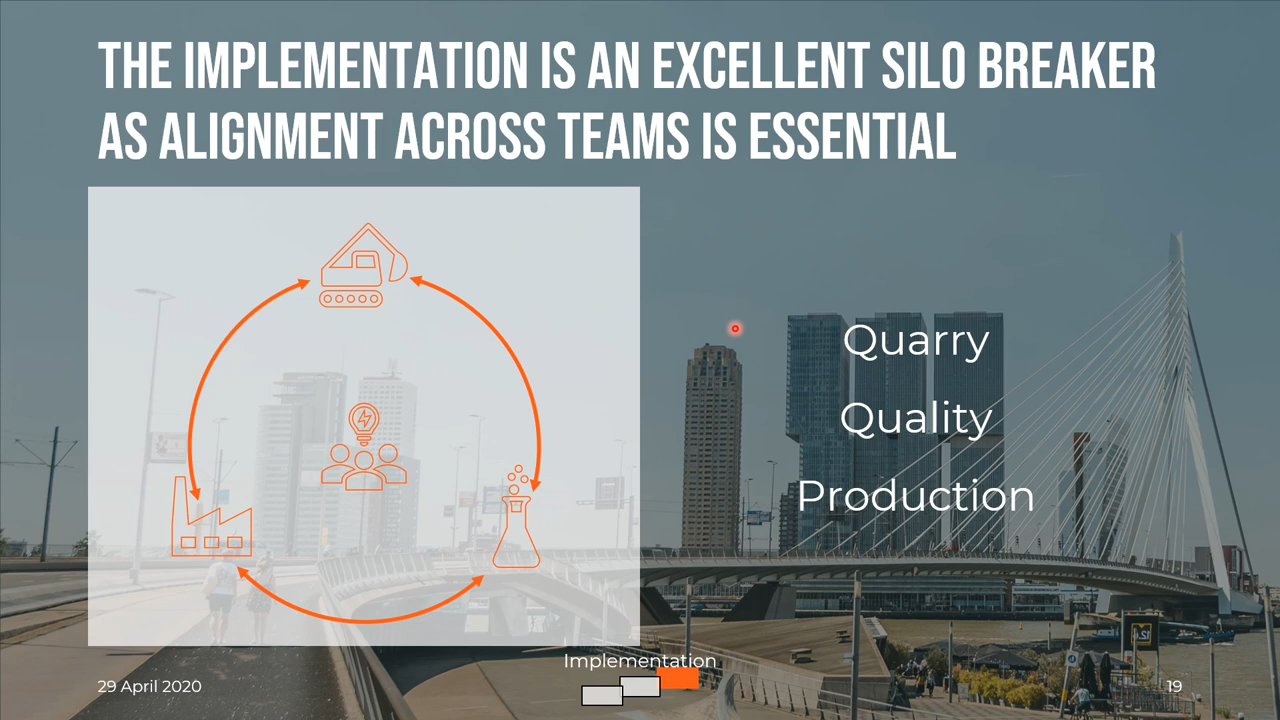 THE IMPLEMENTATION IS AN EXCELLENT SILO BREAKER
AS ALIGNMENT ACROSS TEAMS IS ESSENTIAL
Quarry
Quality
Production
Implementation
29 April 2020
19